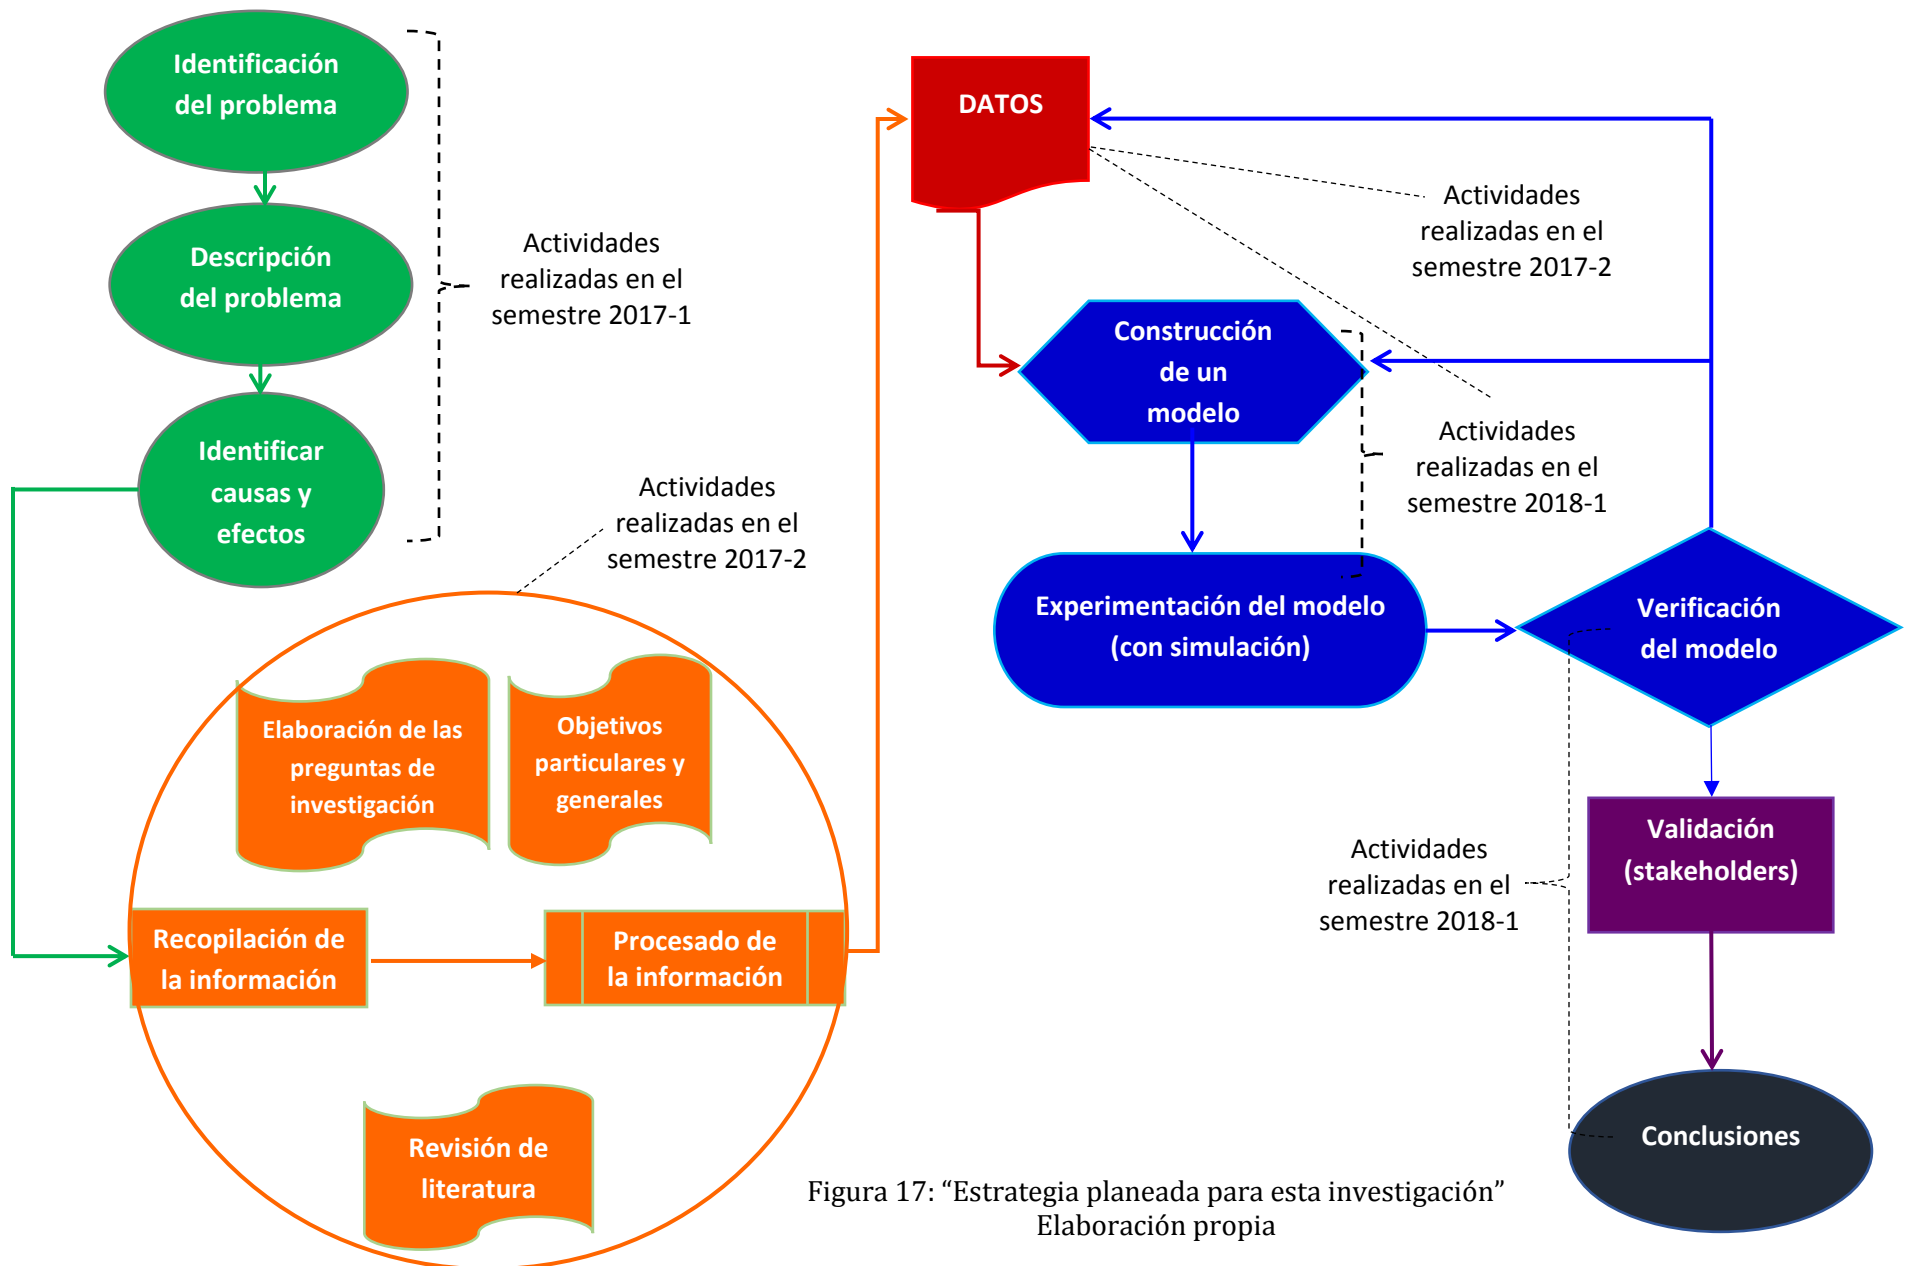 Identificación
del problema
Descripción
del problema
Identificar
causas y
efectos
Actividades
realizadas en el
semestre 2017-1
Actividades
realizadas en el
semestre 2017-2
Elaboración de las
preguntas de
investigación
Objetivos
particulares y
generales
Recopilación de
la información
Procesado de
la información
Revisión de
literatura
DATOS
Actividades
realizadas en el
semestre 2017-2
Construcción
de un
modelo
Actividades
realizadas en el
semestre 2018-1
Experimentación del modelo
(con simulación)
Verificación
del modelo
Validación
(stakeholders)
Actividades
realizadas en el
semestre 2018-1
Conclusiones
Figura 17: “Estrategia planeada para esta investigación”
Elaboración propia